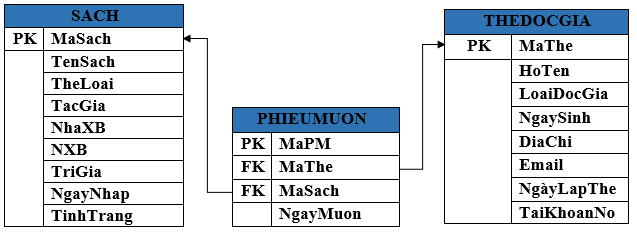 SACH
PK MaSach
TenSach
TheLoai
TacGia
NhaXB
NXB
TriGia
NgayNhap
TinhTrang
PHIEUMUON
PK MaPM
FK MaThe
FK MaSach
NgayMuon
THEDOCGIA
PK MaThe
HoTen
LoaiDocGia
NgaySinh
DiaChi
Email
NgàyLapThe
TaiKhoanNo